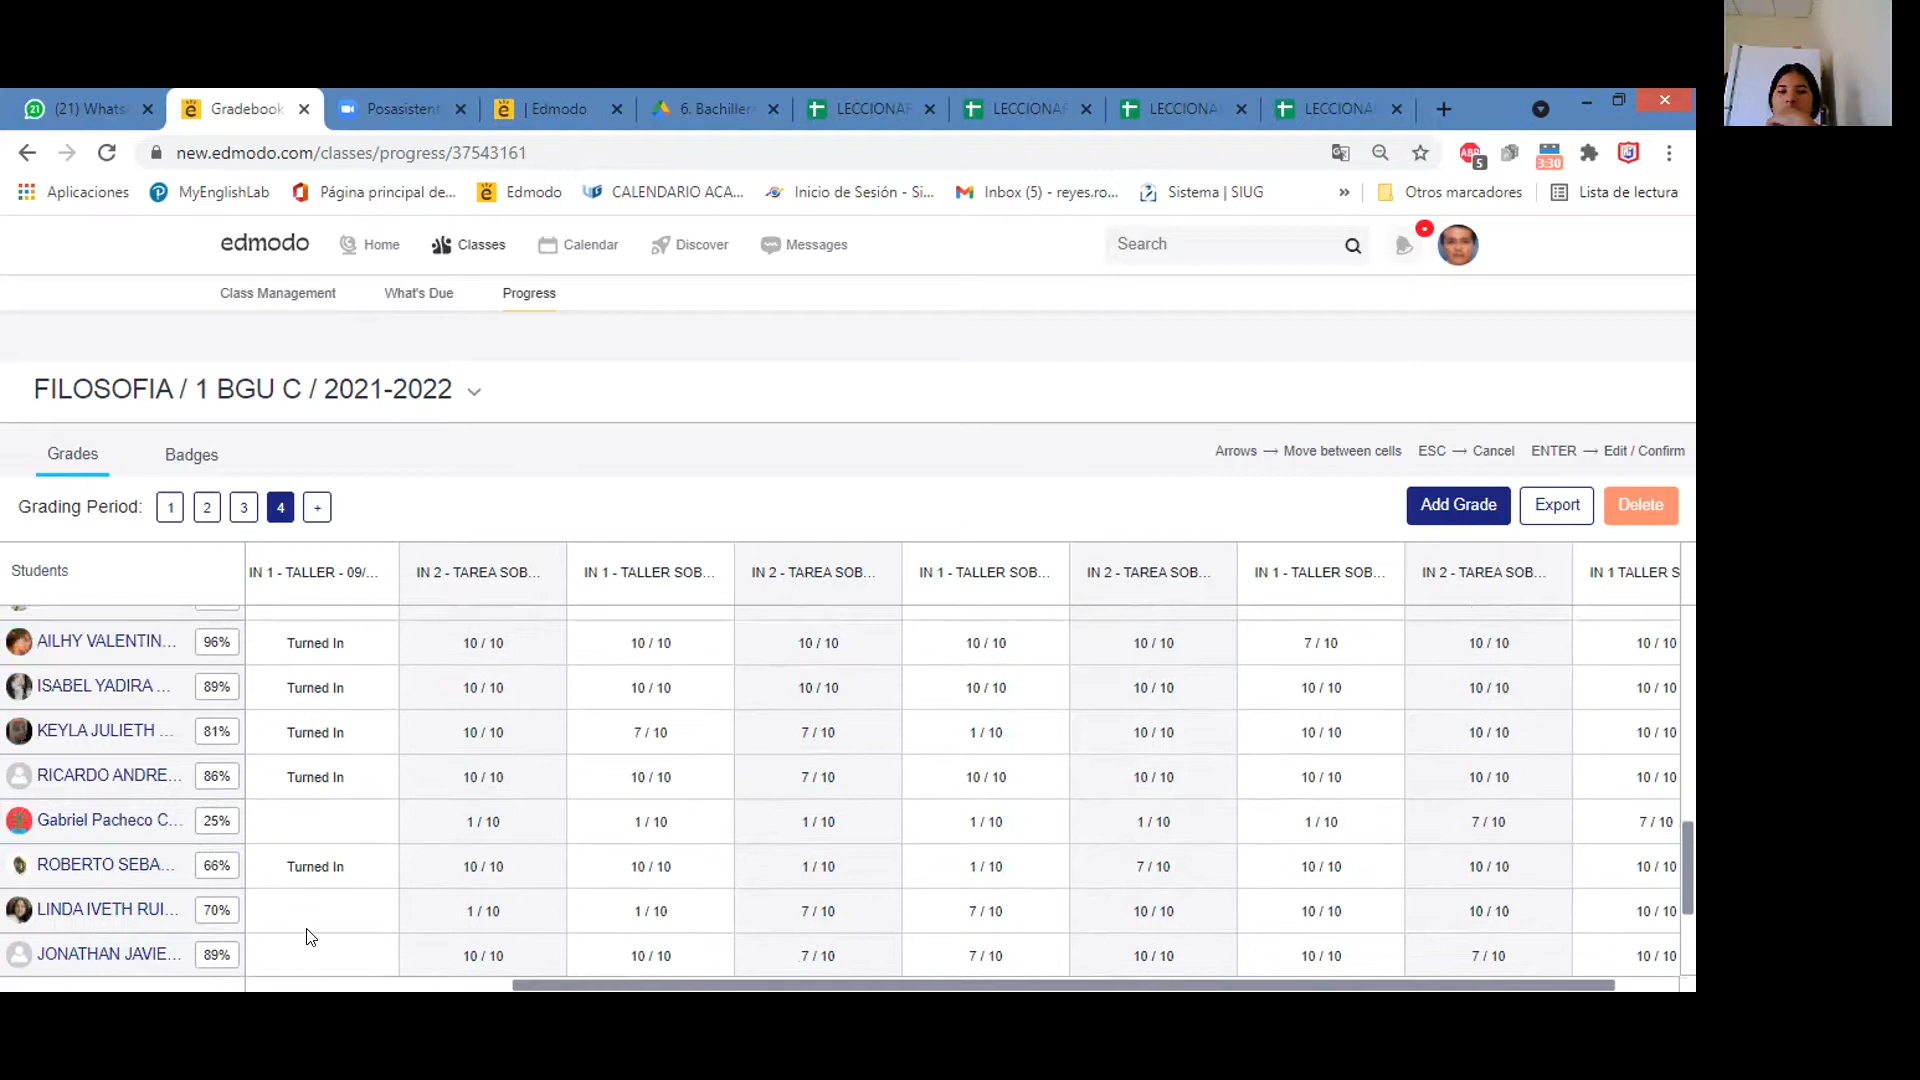 (21) Whats Gradebook Posasistent | Edmodo 6. Bachiller LECCIONAR LECCIONAR LECCIONA LECCIONA
new.edmodo.com/classes/progress/37543161 ABP 5 3:30
Aplicaciones MyEnglishLab Página principal de... Edmodo CALENDARIO ACA... Inicio de Sesión - Si... Inbox (5) - reyes.ro... Sistema | SIUG » Otros marcadores Lista de lectura
edmodo Home Classes Calendar Discover Messages Search
Class Management What's Due Progress
FILOSOFIA / 1 BGU C / 2021-2022
Grades Badges Arrows → Move between cells ESC → Cancel ENTER → Edit / Confirm
Grading Period: 1 2 3 4 + Add Grade Export Delete
Students IN 1 - TALLER - 09/... IN 2 - TAREA SOB... IN 1 - TALLER SOB... IN 2 - TAREA SOB... IN 1 - TALLER SOB... IN 2 - TAREA SOB... IN 1 - TALLER SOB... IN 2 - TAREA SOB... IN 1 TALLER S
AILHY VALENTIN... 96% Turned In 10 / 10 10 / 10 10 / 10 10 / 10 10 / 10 7 / 10 10 / 10 10 / 10
ISABEL YADIRA ... 89% Turned In 10 / 10 10 / 10 10 / 10 10 / 10 10 / 10 10 / 10 10 / 10 10 / 10
KEYLA JULIETH ... 81% Turned In 10 / 10 7 / 10 7 / 10 1 / 10 10 / 10 10 / 10 10 / 10 10 / 10
RICARDO ANDRE... 86% Turned In 10 / 10 10 / 10 7 / 10 10 / 10 10 / 10 10 / 10 10 / 10 10 / 10
Gabriel Pacheco C... 25% 1 / 10 1 / 10 1 / 10 1 / 10 1 / 10 1 / 10 7 / 10 7 / 10
ROBERTO SEBA... 66% Turned In 10 / 10 10 / 10 1 / 10 1 / 10 7 / 10 10 / 10 10 / 10 10 / 10
LINDA IVETH RUI... 70% 1 / 10 1 / 10 7 / 10 7 / 10 10 / 10 10 / 10 10 / 10 10 / 10
JONATHAN JAVIE... 89% 10 / 10 10 / 10 7 / 10 7 / 10 10 / 10 10 / 10 7 / 10 10 / 10